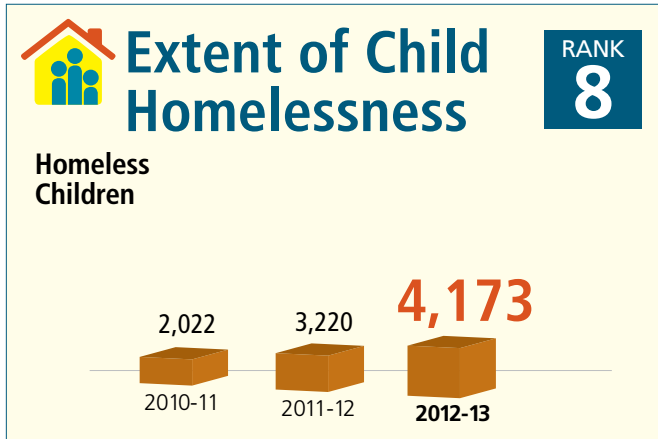 Extent of Child
Homelessness
RANK
8
Homeless
Children
2,022
3,220
4,173
2010-11
2011-12
2012-13